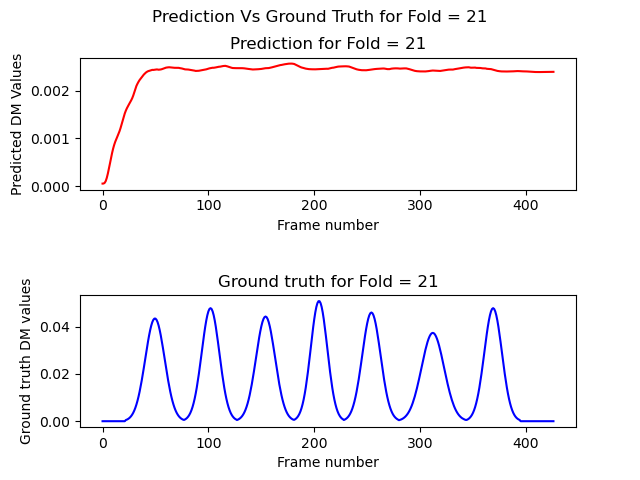 Prediction Vs Ground Truth for Fold = 21
Prediction for Fold = 21
Predicted DM Values
0.002
0.001
0.000
0 100 200 300 400
Frame number
Ground truth for Fold = 21
Ground truth DM values
0.04
0.02
0.00
0 100 200 300 400
Frame number